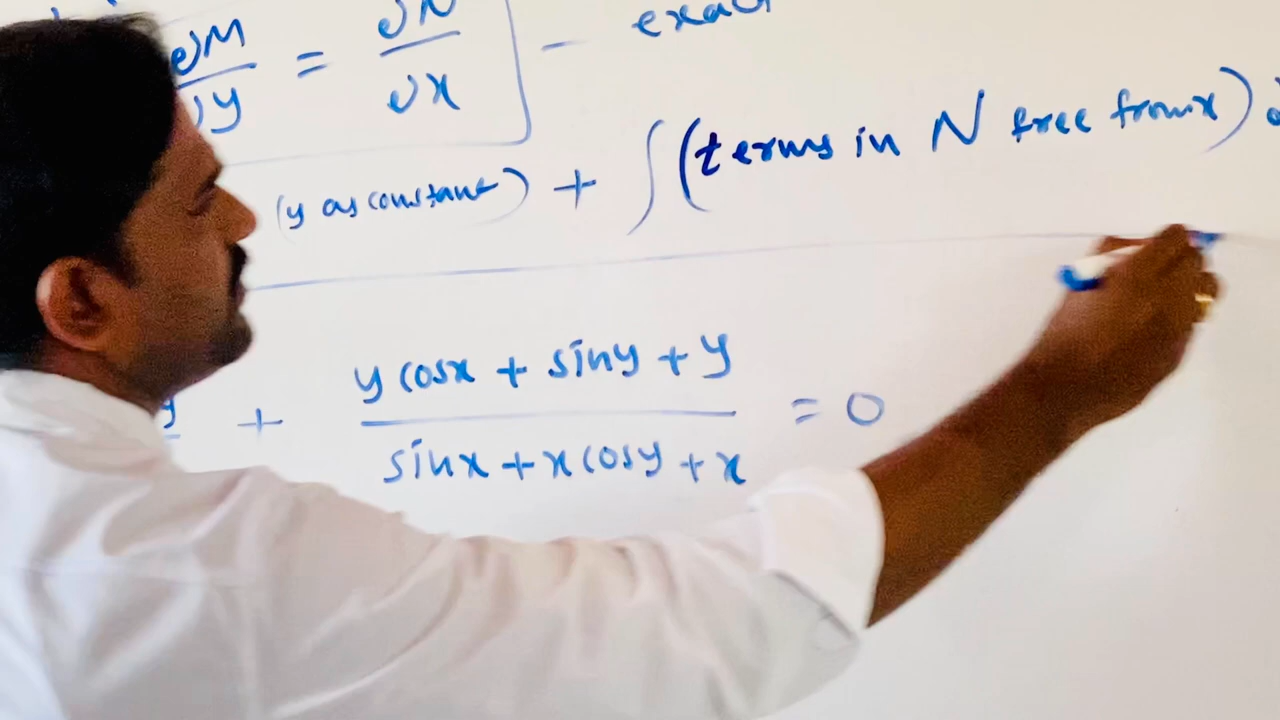 ∂M/∂y = ∂N/∂x - exact
(y as constant) + ∫(terms in N free from x)
y + (y cosx + siny + y)/(sinx + x cosy + x) = 0